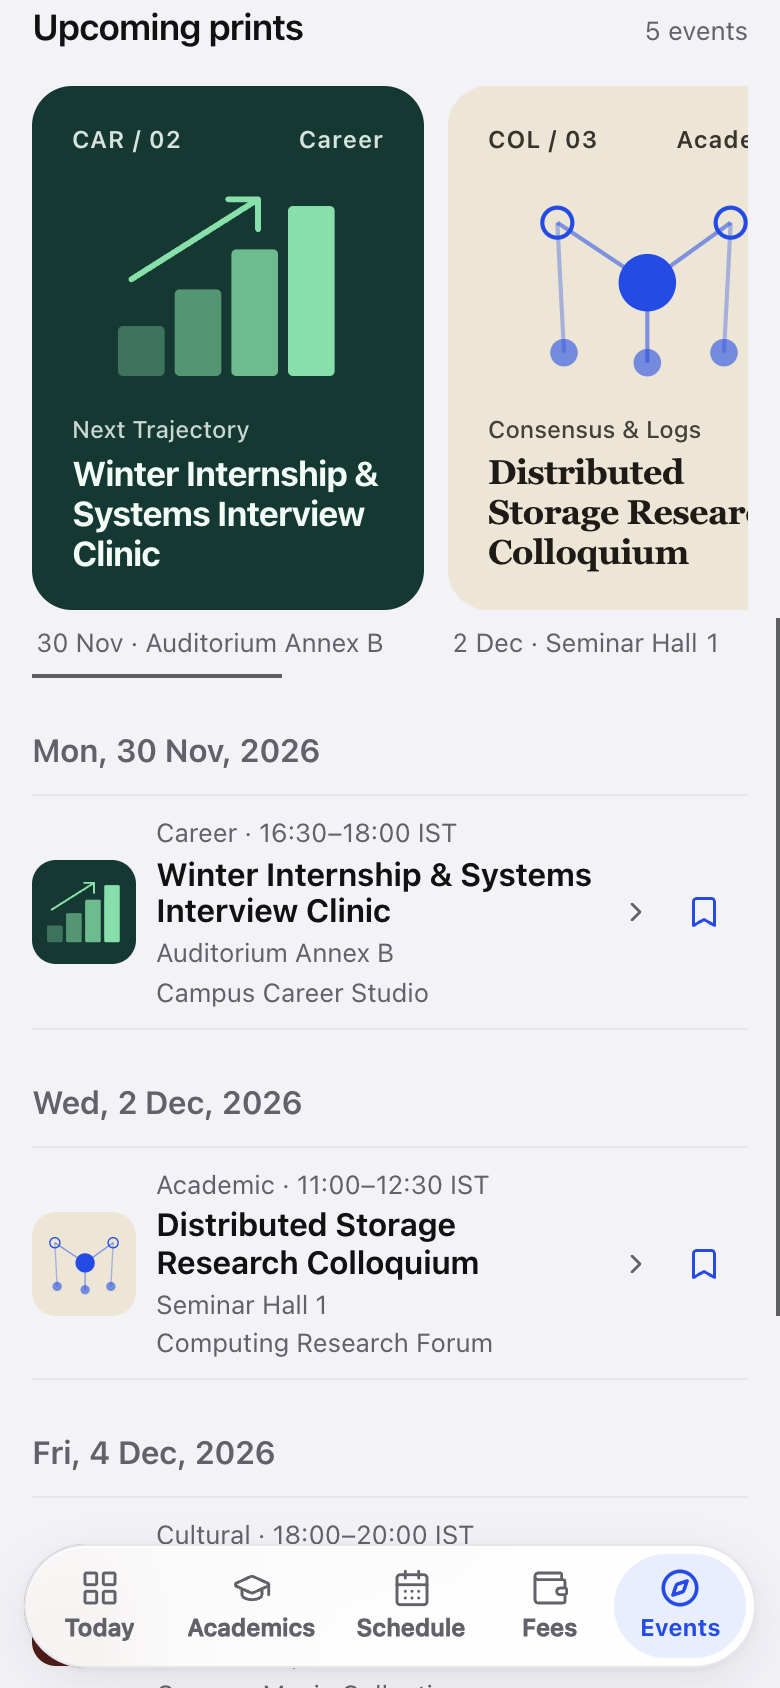 Upcoming prints
5 events
CAR / 02
Career
Next Trajectory
Winter Internship &
Systems Interview
Clinic
30 Nov · Auditorium Annex B
COL / 03
Consensus & Logs
Distributed
Storage
Colloquium
2 Dec · Seminar Hall 1
Mon, 30 Nov, 2026
Career · 16:30–18:00 IST
Winter Internship & Systems
Interview Clinic
Auditorium Annex B
Campus Career Studio
Wed, 2 Dec, 2026
Academic · 11:00–12:30 IST
Distributed Storage
Research Colloquium
Seminar Hall 1
Computing Research Forum
Fri, 4 Dec, 2026
Cultural · 18:00–20:00 IST
Today
Academics
Schedule
Fees
Events